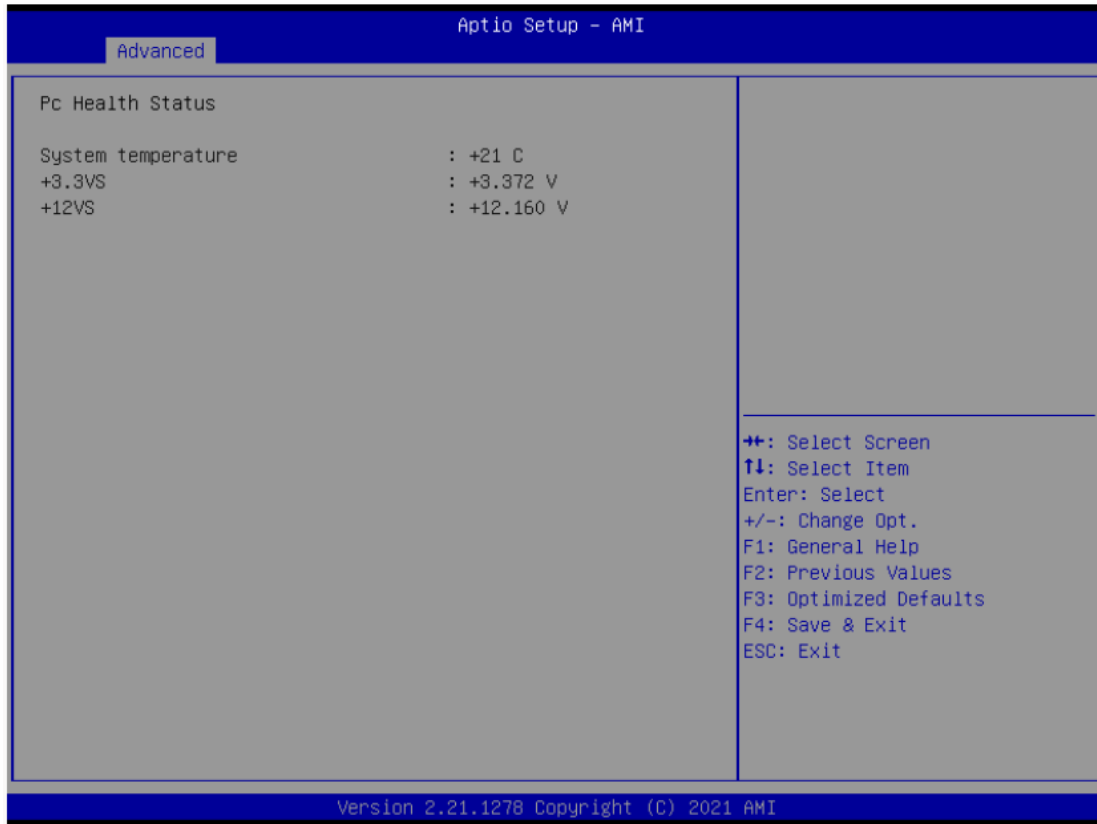 Aptio Setup – AMI
Advanced
Pc Health Status
System temperature : +21 C
+3.3VS : +3.372 V
+12VS : +12.160 V
→←: Select Screen
↑↓: Select Item
Enter: Select
+/-: Change Opt.
F1: General Help
F2: Previous Values
F3: Optimized Defaults
F4: Save & Exit
ESC: Exit
Version 2.21.1278 Copyright (C) 2021 AMI